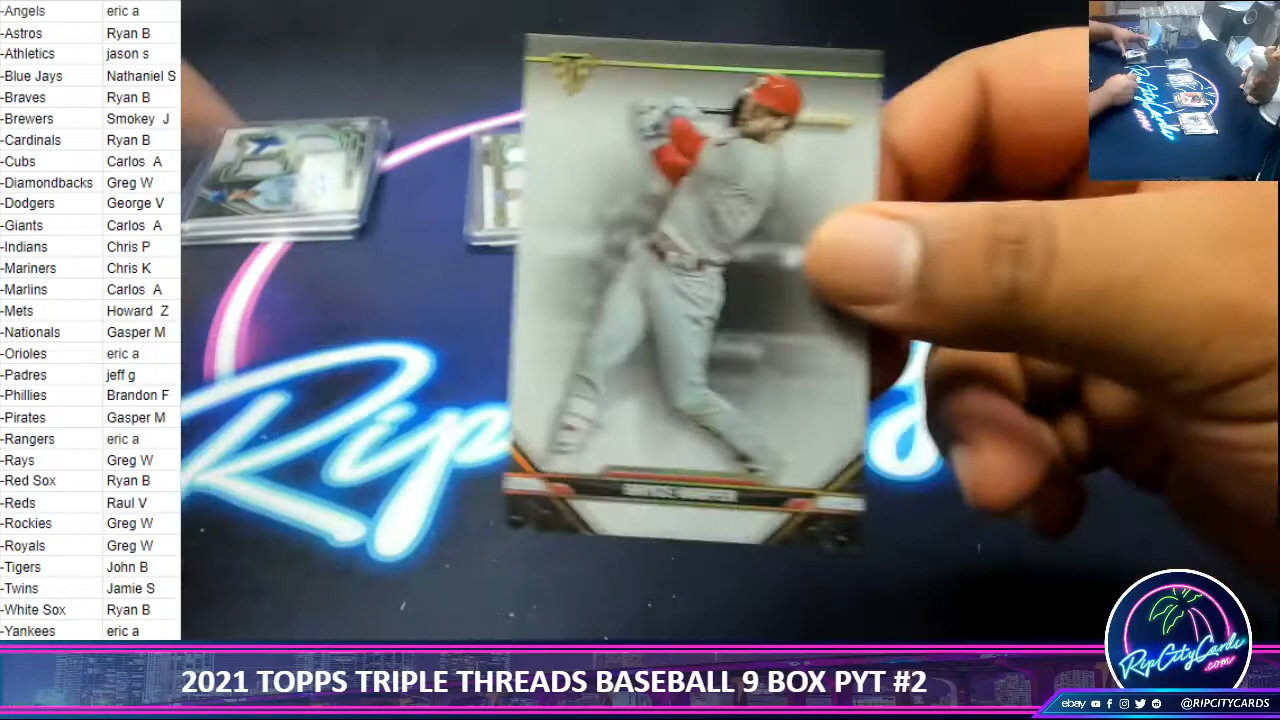 -Angels eric a
-Astros Ryan B
-Athletics jason s
-Blue Jays Nathaniel S
-Braves Ryan B
-Brewers Smokey J
-Cardinals Ryan B
-Cubs Carlos A
-Diamondbacks Greg W
-Dodgers George V
-Giants Carlos A
-Indians Chris P
-Mariners Chris K
-Marlins Carlos A
-Mets Howard Z
-Nationals Gasper M
-Orioles eric a
-Padres jeff g
-Phillies Brandon F
-Pirates Gasper M
-Rangers eric a
-Rays Greg W
-Red Sox Ryan B
-Reds Raul V
-Rockies Greg W
-Royals Greg W
-Tigers John B
-Twins Jamie S
-White Sox Ryan B
-Yankees eric a
Rip
2021 TOPPS TRIPLE THREADS BASEBALL 9 BOX PYT #2
RipCityCards
.com
ebay @RIPCITYCARDS